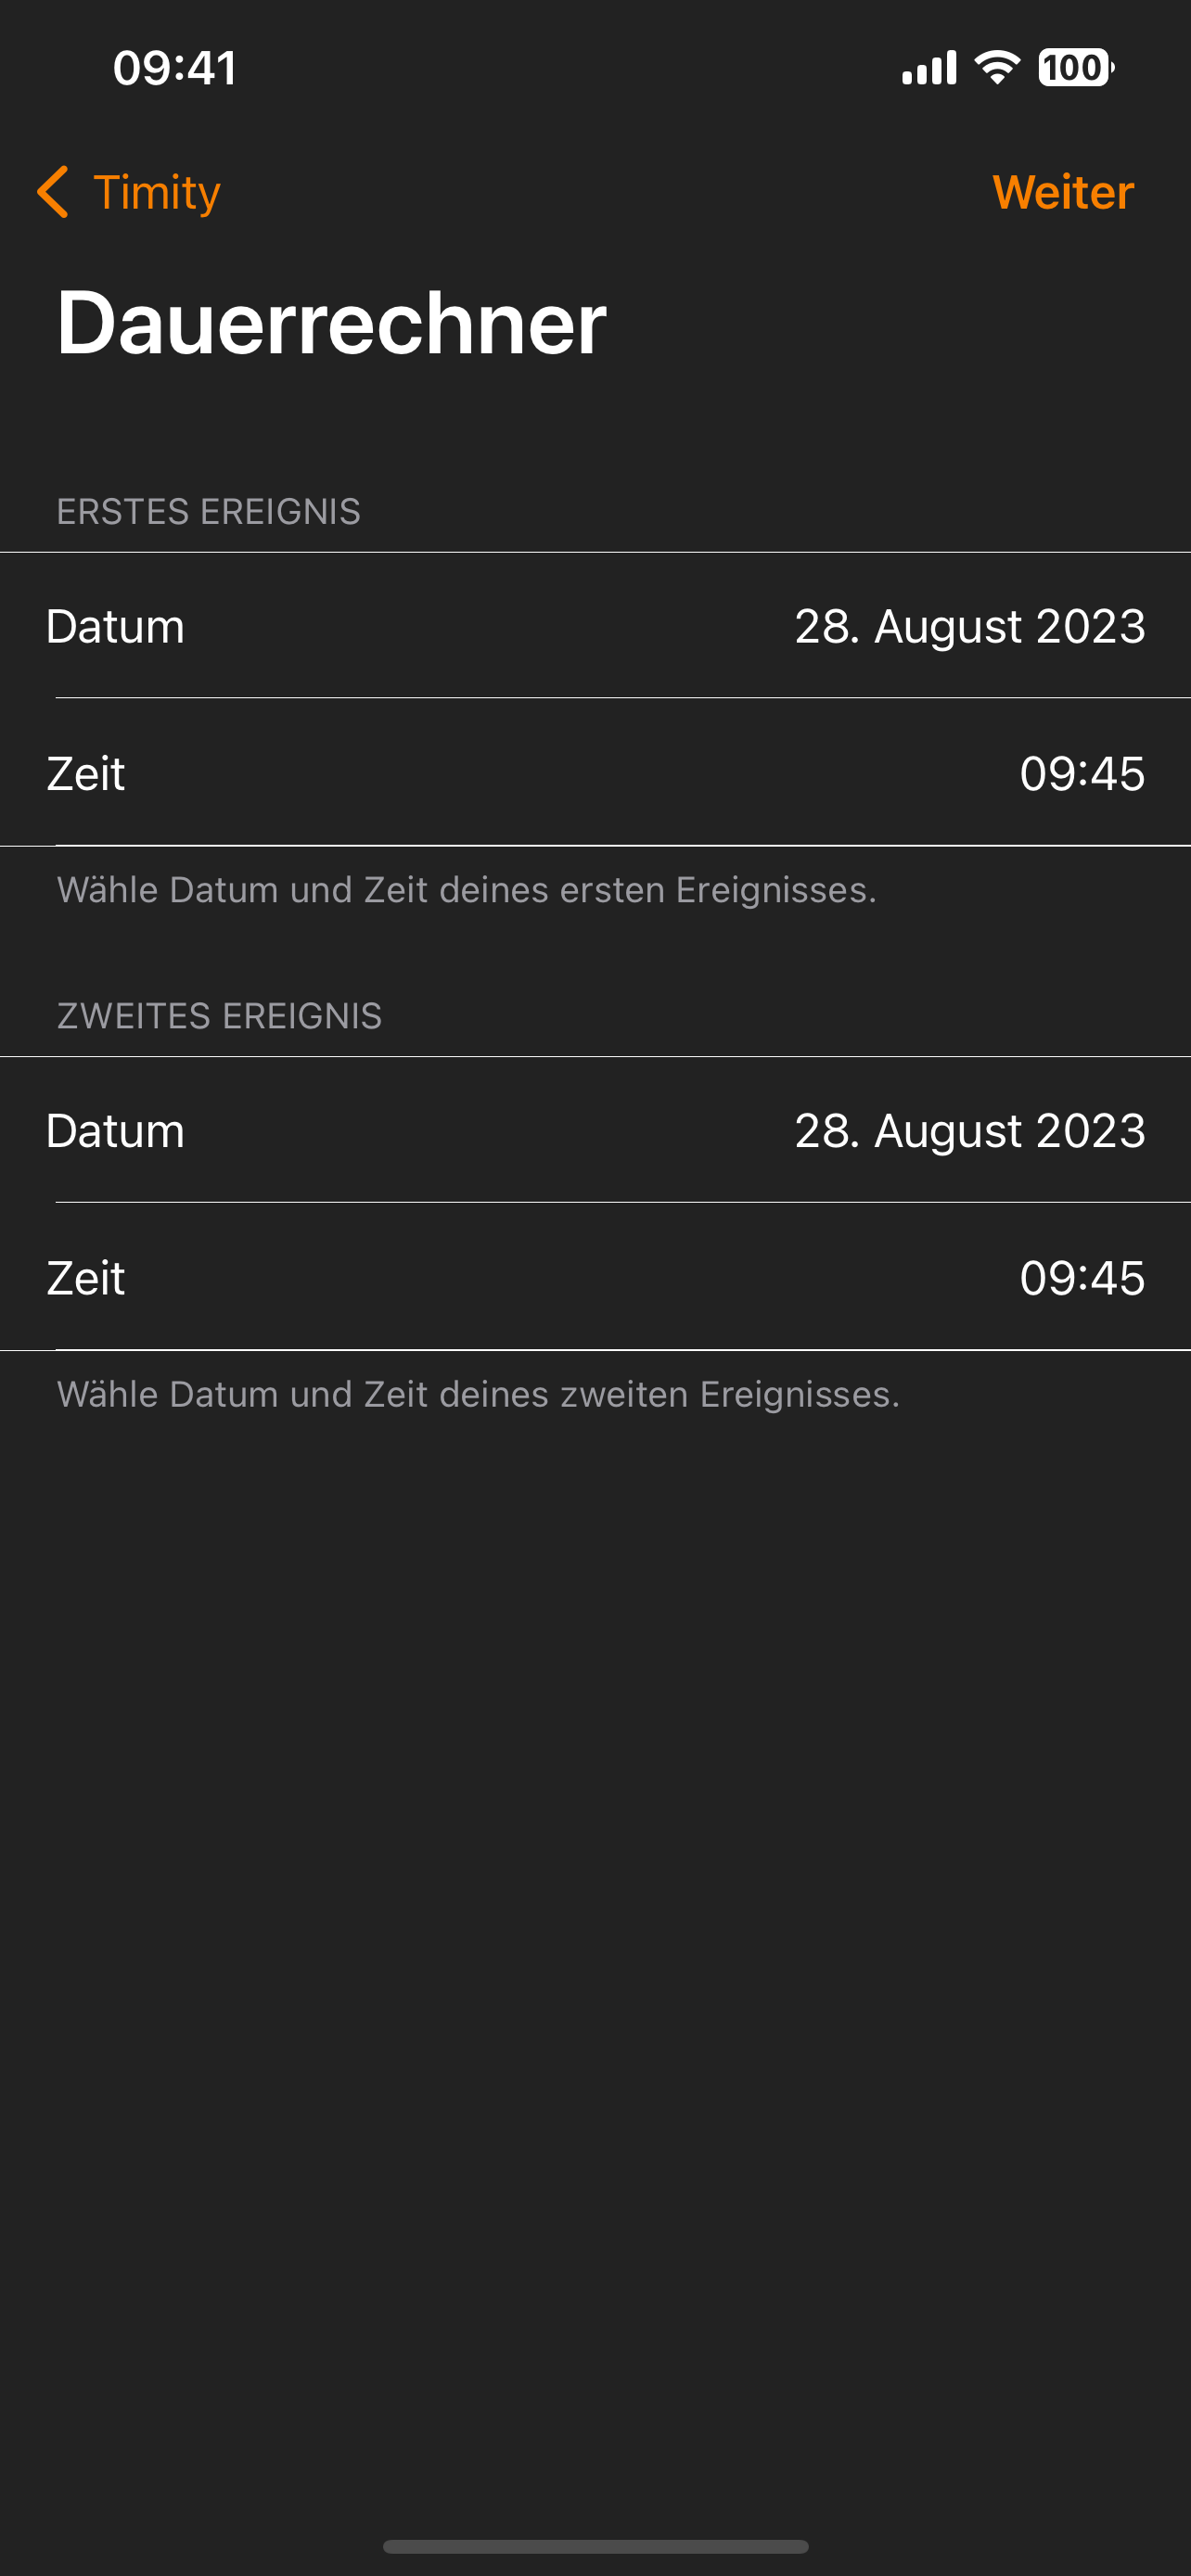 09:41 100
Timity Weiter
Dauerrechner
ERSTES EREIGNIS
Datum 28. August 2023
Zeit 09:45
Wähle Datum und Zeit deines ersten Ereignisses.
ZWEITES EREIGNIS
Datum 28. August 2023
Zeit 09:45
Wähle Datum und Zeit deines zweiten Ereignisses.